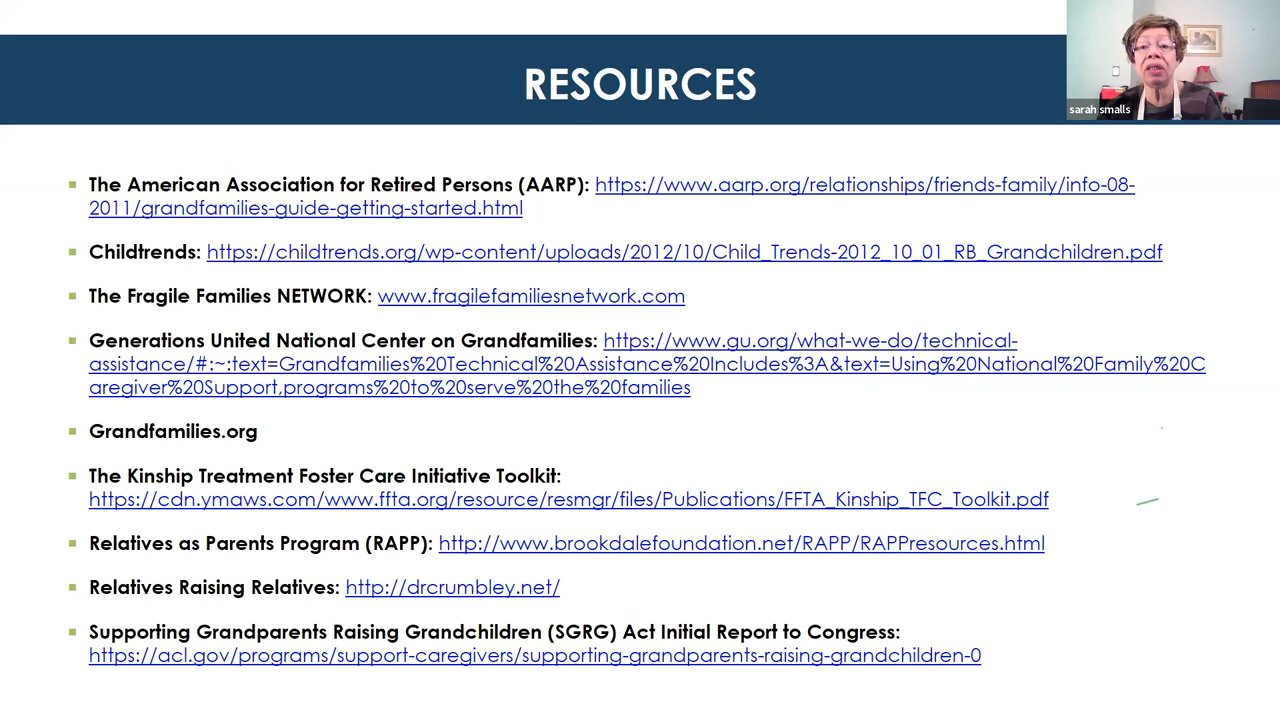 RESOURCES
sarah smalls
The American Association for Retired Persons (AARP): https://www.aarp.org/relationships/friends-family/info-08-
2011/grandfamilies-guide-getting-started.html
Childtrends: https://childtrends.org/wp-content/uploads/2012/10/Child_Trends-2012_10_01_RB_Grandchildren.pdf
The Fragile Families NETWORK: www.fragilefamiliesnetwork.com
Generations United National Center on Grandfamilies: https://www.gu.org/what-we-do/technical-
assistance/#:~:text=Grandfamilies%20Technical%20Assistance%20Includes%3A&text=Using%20National%20Family%20C
aregiver%20Support,programs%20to%20serve%20the%20families
Grandfamilies.org
The Kinship Treatment Foster Care Initiative Toolkit:
https://cdn.ymaws.com/www.ffta.org/resource/resmgr/files/Publications/FFTA_Kinship_TFC_Toolkit.pdf
Relatives as Parents Program (RAPP): http://www.brookdalefoundation.net/RAPP/RAPPresources.html
Relatives Raising Relatives: http://drcrumbley.net/
Supporting Grandparents Raising Grandchildren (SGRG) Act Initial Report to Congress:
https://acl.gov/programs/support-caregivers/supporting-grandparents-raising-grandchildren-0